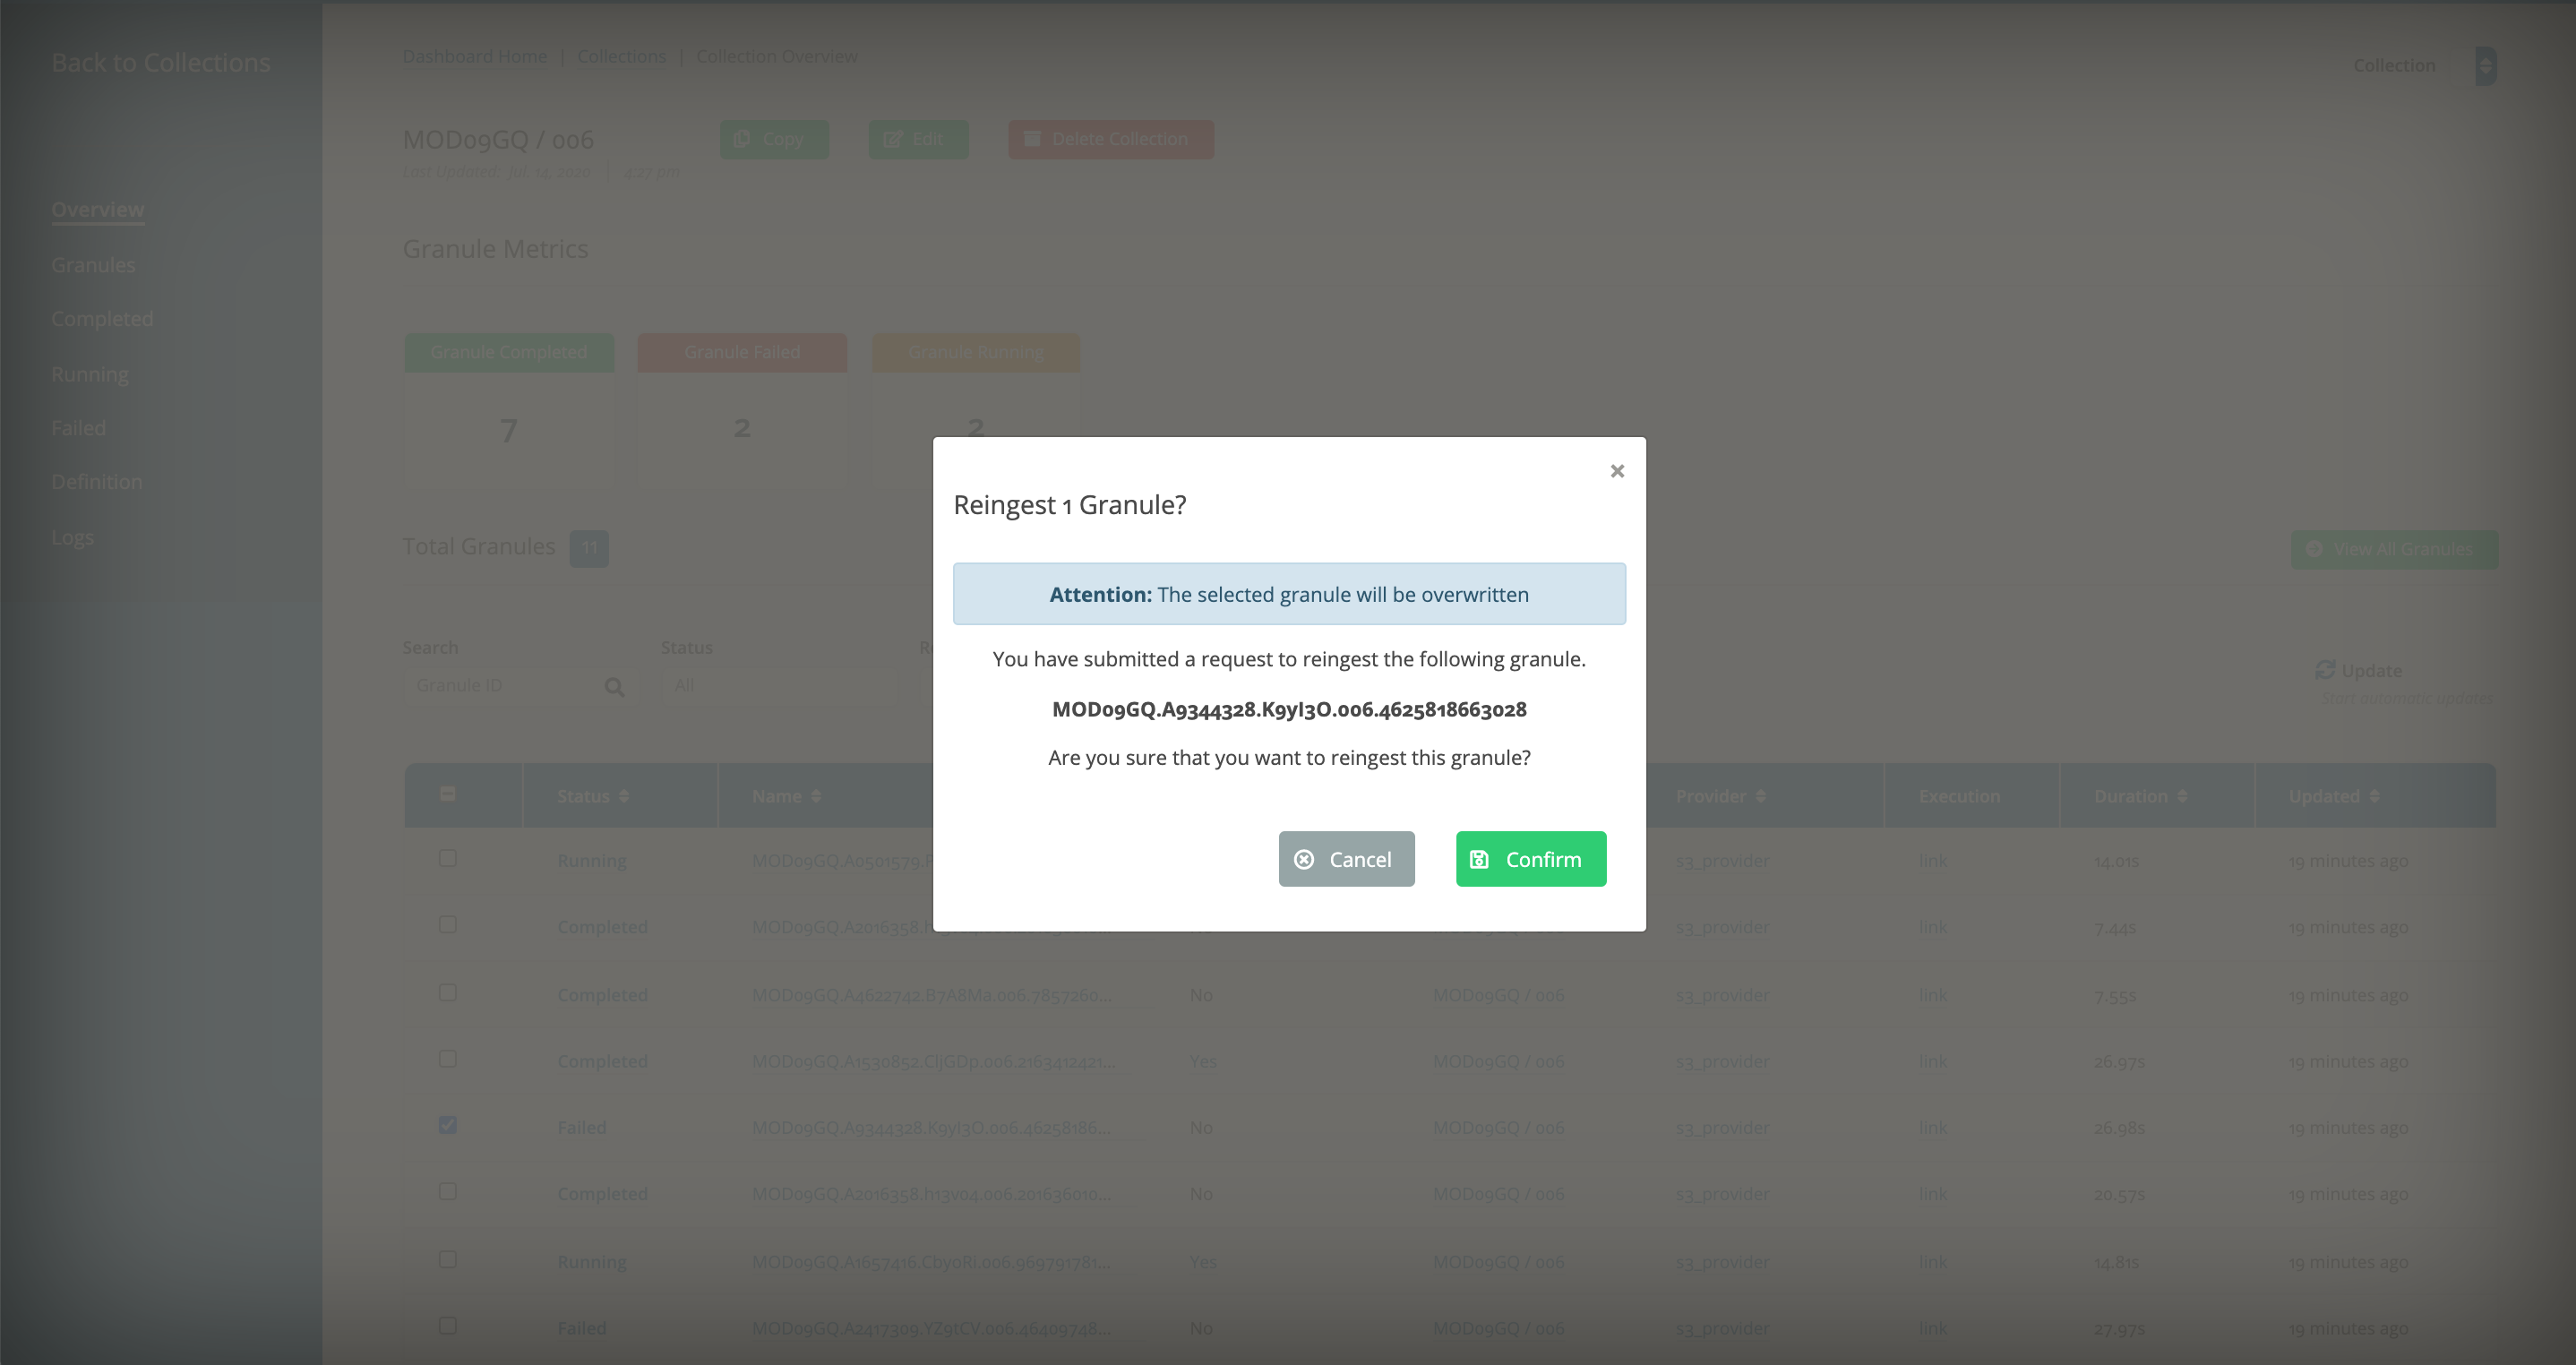 Back to Collections
Overview
Granules
Completed
Running
Failed
Definition
Logs
Dashboard Home | Collections | Collection Overview
Collection
MOD09GQ / 006
Copy
Edit
Delete Collection
Last Updated: Jul. 14, 2020 | 4:27 pm
Granule Metrics
Granule Completed
Granule Failed
Granule Running
7
2
2
Total Granules 11
View All Granules
Search
Status
Granule ID
All
Update
Start automatic updates
×
Reingest 1 Granule?
Attention: The selected granule will be overwritten
You have submitted a request to reingest the following granule.
MOD09GQ.A9344328.K9yI3O.006.4625818663028
Are you sure that you want to reingest this granule?
Cancel
Confirm
Status Name Provider Execution Duration Updated
Running s3_provider link 14.01s 19 minutes ago
Completed s3_provider link 7.44s 19 minutes ago
Completed MOD09GQ.A4622742.B7A8Ma.006.7857260... No MOD09GQ / 006 s3_provider link 7.55s 19 minutes ago
Completed MOD09GQ.A1530852.CljGDp.006.2163412421... Yes MOD09GQ / 006 s3_provider link 26.97s 19 minutes ago
Failed MOD09GQ.A9344328.K9yI3O.006.46258186... No MOD09GQ / 006 s3_provider link 26.98s 19 minutes ago
Completed MOD09GQ.A2016358.h13v04.006.201636010... No MOD09GQ / 006 s3_provider link 20.57s 19 minutes ago
Running MOD09GQ.A1657416.CbyoRi.006.969791781... Yes MOD09GQ / 006 s3_provider link 14.81s 19 minutes ago
Failed MOD09GQ.A2417309.YZ9tCV.006.46409748... No MOD09GQ / 006 s3_provider link 27.97s 19 minutes ago